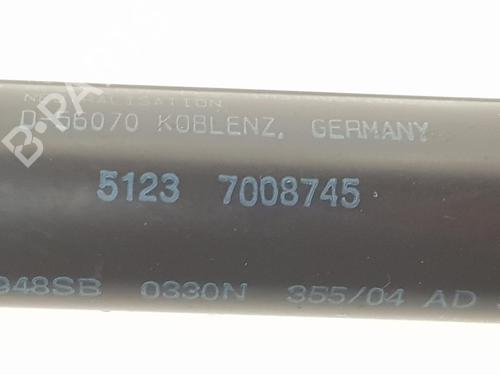 D-56070 KOBLENZ, GERMANY
5123 7008745
948SB 0330N 355/04 AD